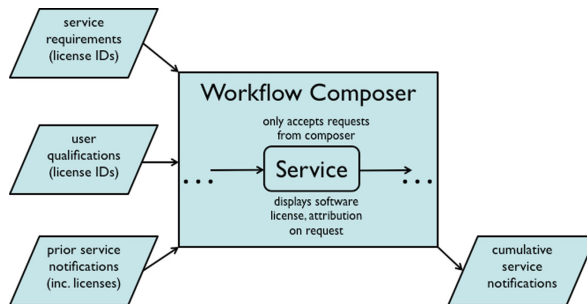 service
requirements
(license IDs)
user
qualifications
(license IDs)
prior service
notifications
(inc. licenses)
Workflow Composer
only accepts requests
from composer
...
Service
...
displays software
license, attribution
on request
cumulative
service
notifications